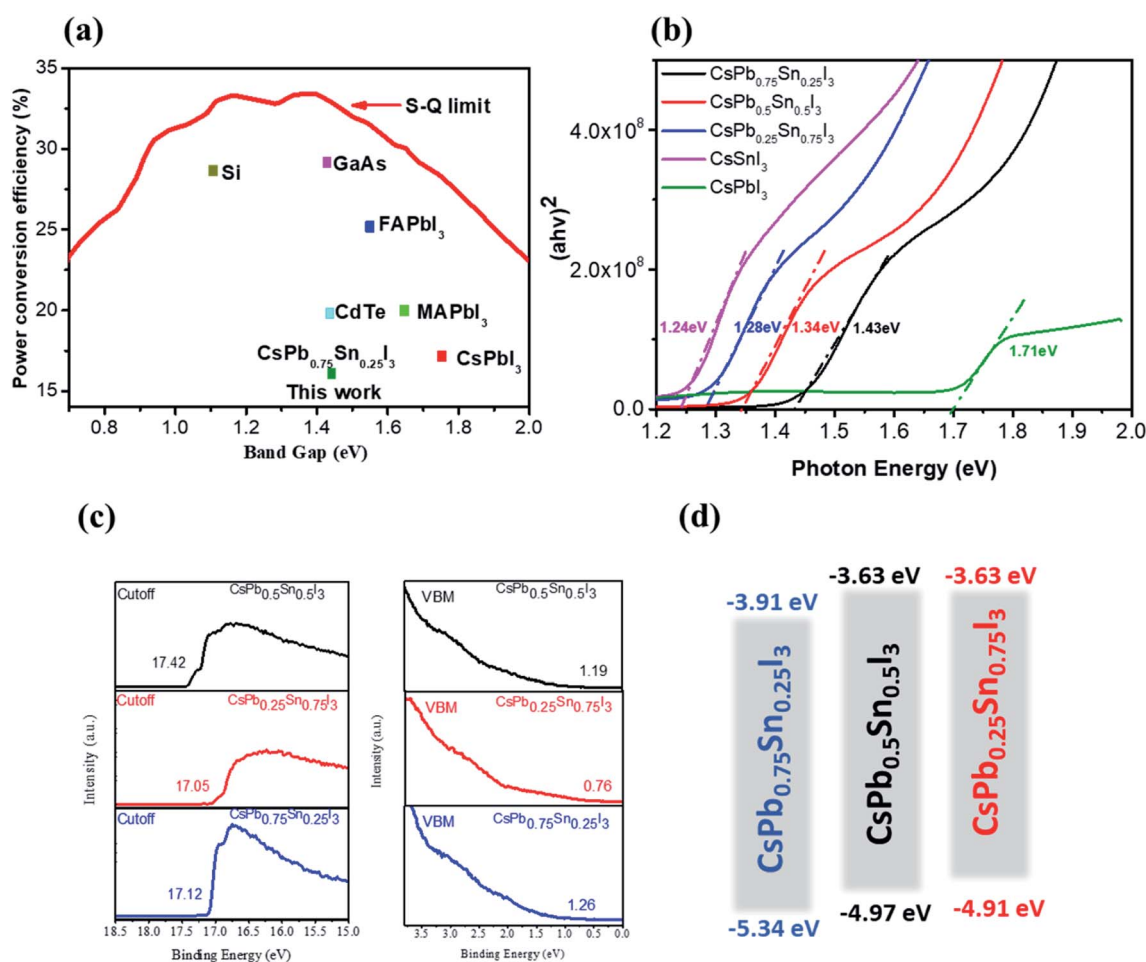 (a)
35
30
25
20
15
Power conversion efficiency (%)
S-Q limit
Si
GaAs
FAPbI3
CdTe
MAPbI3
CsPb0.75Sn0.25I3
This work
CsPbI3
0.8 1.0 1.2 1.4 1.6 1.8 2.0
Band Gap (eV)
(b)
CsPb0.75Sn0.25I3
CsPb0.5Sn0.5I3
CsPb0.25Sn0.75I3
CsSnI3
CsPbI3
4.0x10^8
2.0x10^8
0.0
(ahv)^2
1.24eV
1.28eV
1.34eV
1.43eV
1.71eV
1.2 1.3 1.4 1.5 1.6 1.7 1.8 1.9 2.0
Photon Energy (eV)
(c)
Cutoff CsPb0.5Sn0.5I3
17.42
Cutoff CsPb0.25Sn0.75I3
17.05
Cutoff CsPb0.75Sn0.25I3
17.12
Intensity (a.u.)
18.5 18.0 17.5 17.0 16.5 16.0 15.5 15.0
Binding Energy (eV)
VBM CsPb0.5Sn0.5I3
1.19
VBM CsPb0.25Sn0.75I3
0.76
VBM CsPb0.75Sn0.25I3
1.26
Intensity (a.u.)
3.5 3.0 2.5 2.0 1.5 1.0 0.5 0.0
Binding Energy (eV)
(d)
-3.91 eV
CsPb0.75Sn0.25I3
-5.34 eV
-3.63 eV
CsPb0.5Sn0.5I3
-4.97 eV
-3.63 eV
CsPb0.25Sn0.75I3
-4.91 eV